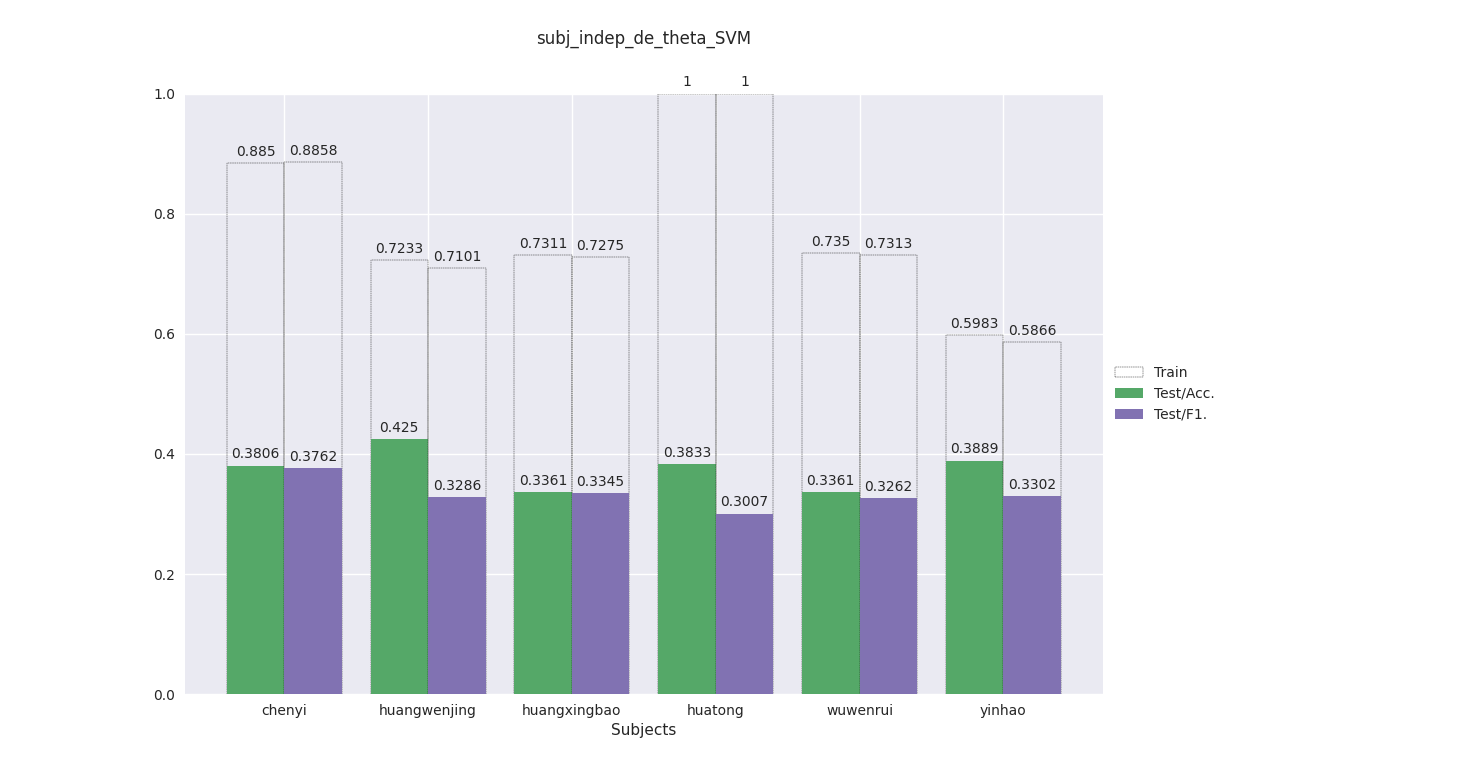 subj_indep_de_theta_SVM
1 1
1.0
0.885 0.8858
0.8
0.7233 0.7101 0.7311 0.7275 0.735 0.7313
0.6
0.5983 0.5866
Train
Test/Acc.
Test/F1.
0.4
0.3806 0.3762 0.425 0.3286 0.3361 0.3345 0.3833 0.3007 0.3361 0.3262 0.3889 0.3302
0.2
0.0
chenyi huangwenjing huangxingbao huatong wuwenrui yinhao
Subjects